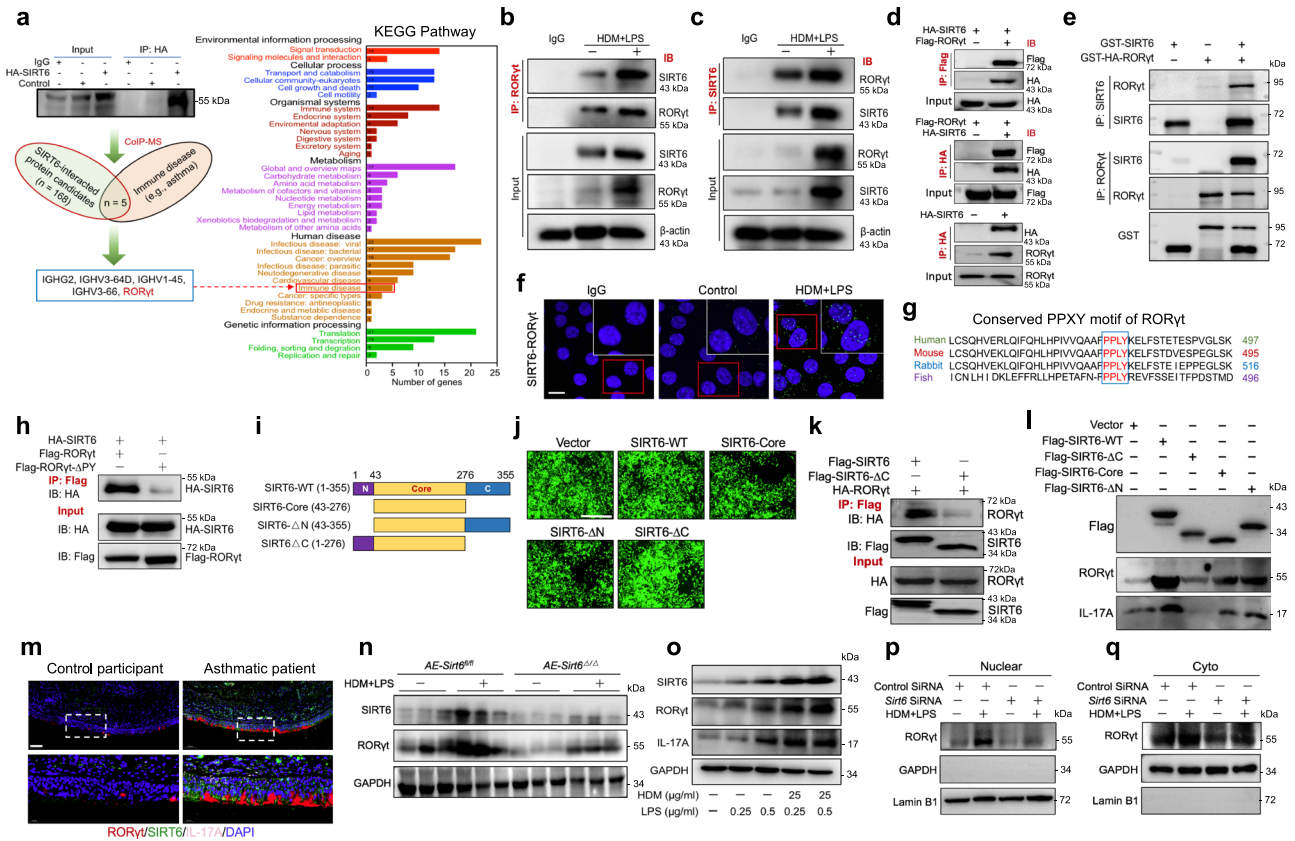 a
Input
IP: HA
IgG
HA-SIRT6
Control
55 kDa
CoIP-MS
SIRT6-interacted
protein candidates
(n = 168)
n = 5
Immune disease
(e.g., asthma)
IGHG2, IGHV3-64D, IGHV1-45,
IGHV3-66, RORγt
KEGG Pathway
Environmental information processing
Signal transduction
Signaling molecules and interaction
Cellular process
Transport and catabolism
Cellular community-eukaryotes
Cell growth and death
Cell motility
Organismal systems
Immune system
Endocrine system
Enviromental adaptation
Nervous system
Digestive system
Excretory system
Aging
Metabolism
Global and overview maps
Carbohydrate metabolism
Amino acid metabolism
Metabolism of cofactors and vitamins
Nucleotide metabolism
Energy metabolism
Lipid metabolism
Xenobiotics biodegradation and metabolism
Metabolism of other amino acids
Human disease
Infectious disease: viral
Infectious disease: bacterial
Cancer: overview
Infectious disease: parasitic
Neutodegenerative disease
Cardiovascular disease
Immune disease
Cancer: specific types
Drug resistance: antineoplastic
Endocrine and metablic disease
Substance dependence
Genetic information processing
Translation
Transcription
Folding, sorting and degration
Replication and repair
0 5 10 15 20 25
Number of genes
b
HDM+LPS
IgG − + IB
IP: RORγt
SIRT6
43 kDa
RORγt
55 kDa
Input
SIRT6
43 kDa
RORγt
55 kDa
β-actin
43 kDa
c
HDM+LPS
IgG − + IB
IP: SIRT6
RORγt
55 kDa
SIRT6
43 kDa
Input
RORγt
55 kDa
SIRT6
43 kDa
β-actin
43 kDa
d
HA-SIRT6 + +
Flag-RORγt − + IB
IP: Flag
Flag
72 kDa
HA
43 kDa
Input HA
43 kDa
Flag-RORγt + +
HA-SIRT6 − + IB
IP: HA
Flag
72 kDa
HA
43 kDa
Input Flag
72 kDa
HA-SIRT6 − +
IP: HA
HA
43 kDa
RORγt
55 kDa
Input RORγt
55 kDa
e
GST-SIRT6 + − +
GST-HA-RORγt − + +
kDa
IP: SIRT6
RORγt 95
SIRT6 72
IP: RORγt
SIRT6 72
RORγt 95
GST 95
72
f
IgG Control HDM+LPS
SIRT6-RORγt
g
Conserved PPXY motif of RORγt
Human LCSQHVERLQIFQHLHPIVVQAAFPPLYKELFSTETESPVGLSK 497
Mouse LCSQHVEKLQIFQHLHPIVVQAAFPPLYKELFSTDVESPEGLSK 495
Rabbit LCSQHVEKLQIFQHLHPIVVQAAFPPLYKELFSTEIEPPEGLSK 516
Fish ICNLHIDKLEFFRLLHPETAFNFPPLYREVFSSEITFPDSTMD 496
h
HA-SIRT6 + +
Flag-RORγt + −
Flag-RORγt-ΔPY − +
IP: Flag
IB: HA
55 kDa
HA-SIRT6
Input
IB: HA
55 kDa
HA-SIRT6
IB: Flag
72 kDa
Flag-RORγt
i
1 43 276 355
SIRT6-WT (1-355) N Core C
SIRT6-Core (43-276)
SIRT6-△N (43-355)
SIRT6△C (1-276)
j
Vector SIRT6-WT SIRT6-Core
SIRT6-ΔN SIRT6-ΔC
k
Flag-SIRT6 + −
Flag-SIRT6-ΔC − +
HA-RORγt + +
IP: Flag
IB: HA
72 kDa
RORγt
55 kDa
IB: Flag
43 kDa
SIRT6
34 kDa
Input
HA
72kDa
RORγt
55 kDa
Flag
43 kDa
SIRT6
34 kDa
l
Vector + − − − −
Flag-SIRT6-WT − + − − −
Flag-SIRT6-ΔC − − + − −
Flag-SIRT6-Core − − − + −
Flag-SIRT6-ΔN − − − − +
kDa
Flag 43
34
RORγt 55
IL-17A 17
m
Control participant Asthmatic patient
RORγt/SIRT6/IL-17A/DAPI
n
AE-Sirt6fl/fl AE-Sirt6Δ/Δ
HDM+LPS − + − + kDa
SIRT6 43
RORγt 55
GAPDH 34
o
kDa
SIRT6 43
RORγt 55
IL-17A 17
GAPDH 34
HDM (μg/ml) − − − 25 25
LPS (μg/ml) − 0.25 0.5 0.25 0.5
p
Nuclear
Control SiRNA + + − −
Sirt6 SiRNA − − + +
HDM+LPS − + − + kDa
RORγt 55
GAPDH 34
Lamin B1 72
q
Cyto
Control SiRNA + + − −
Sirt6 SiRNA − − + +
HDM+LPS − + − + kDa
RORγt 55
GAPDH 34
Lamin B1 72